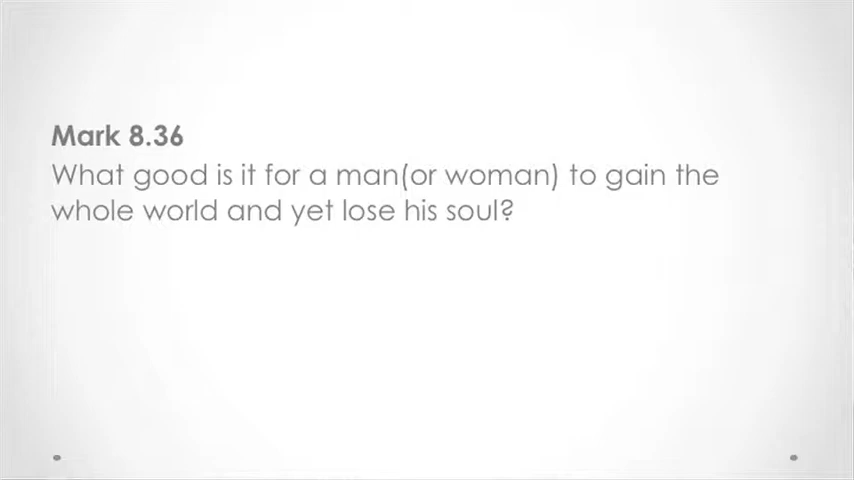 Mark 8.36
What good is it for a man(or woman) to gain the
whole world and yet lose his soul?